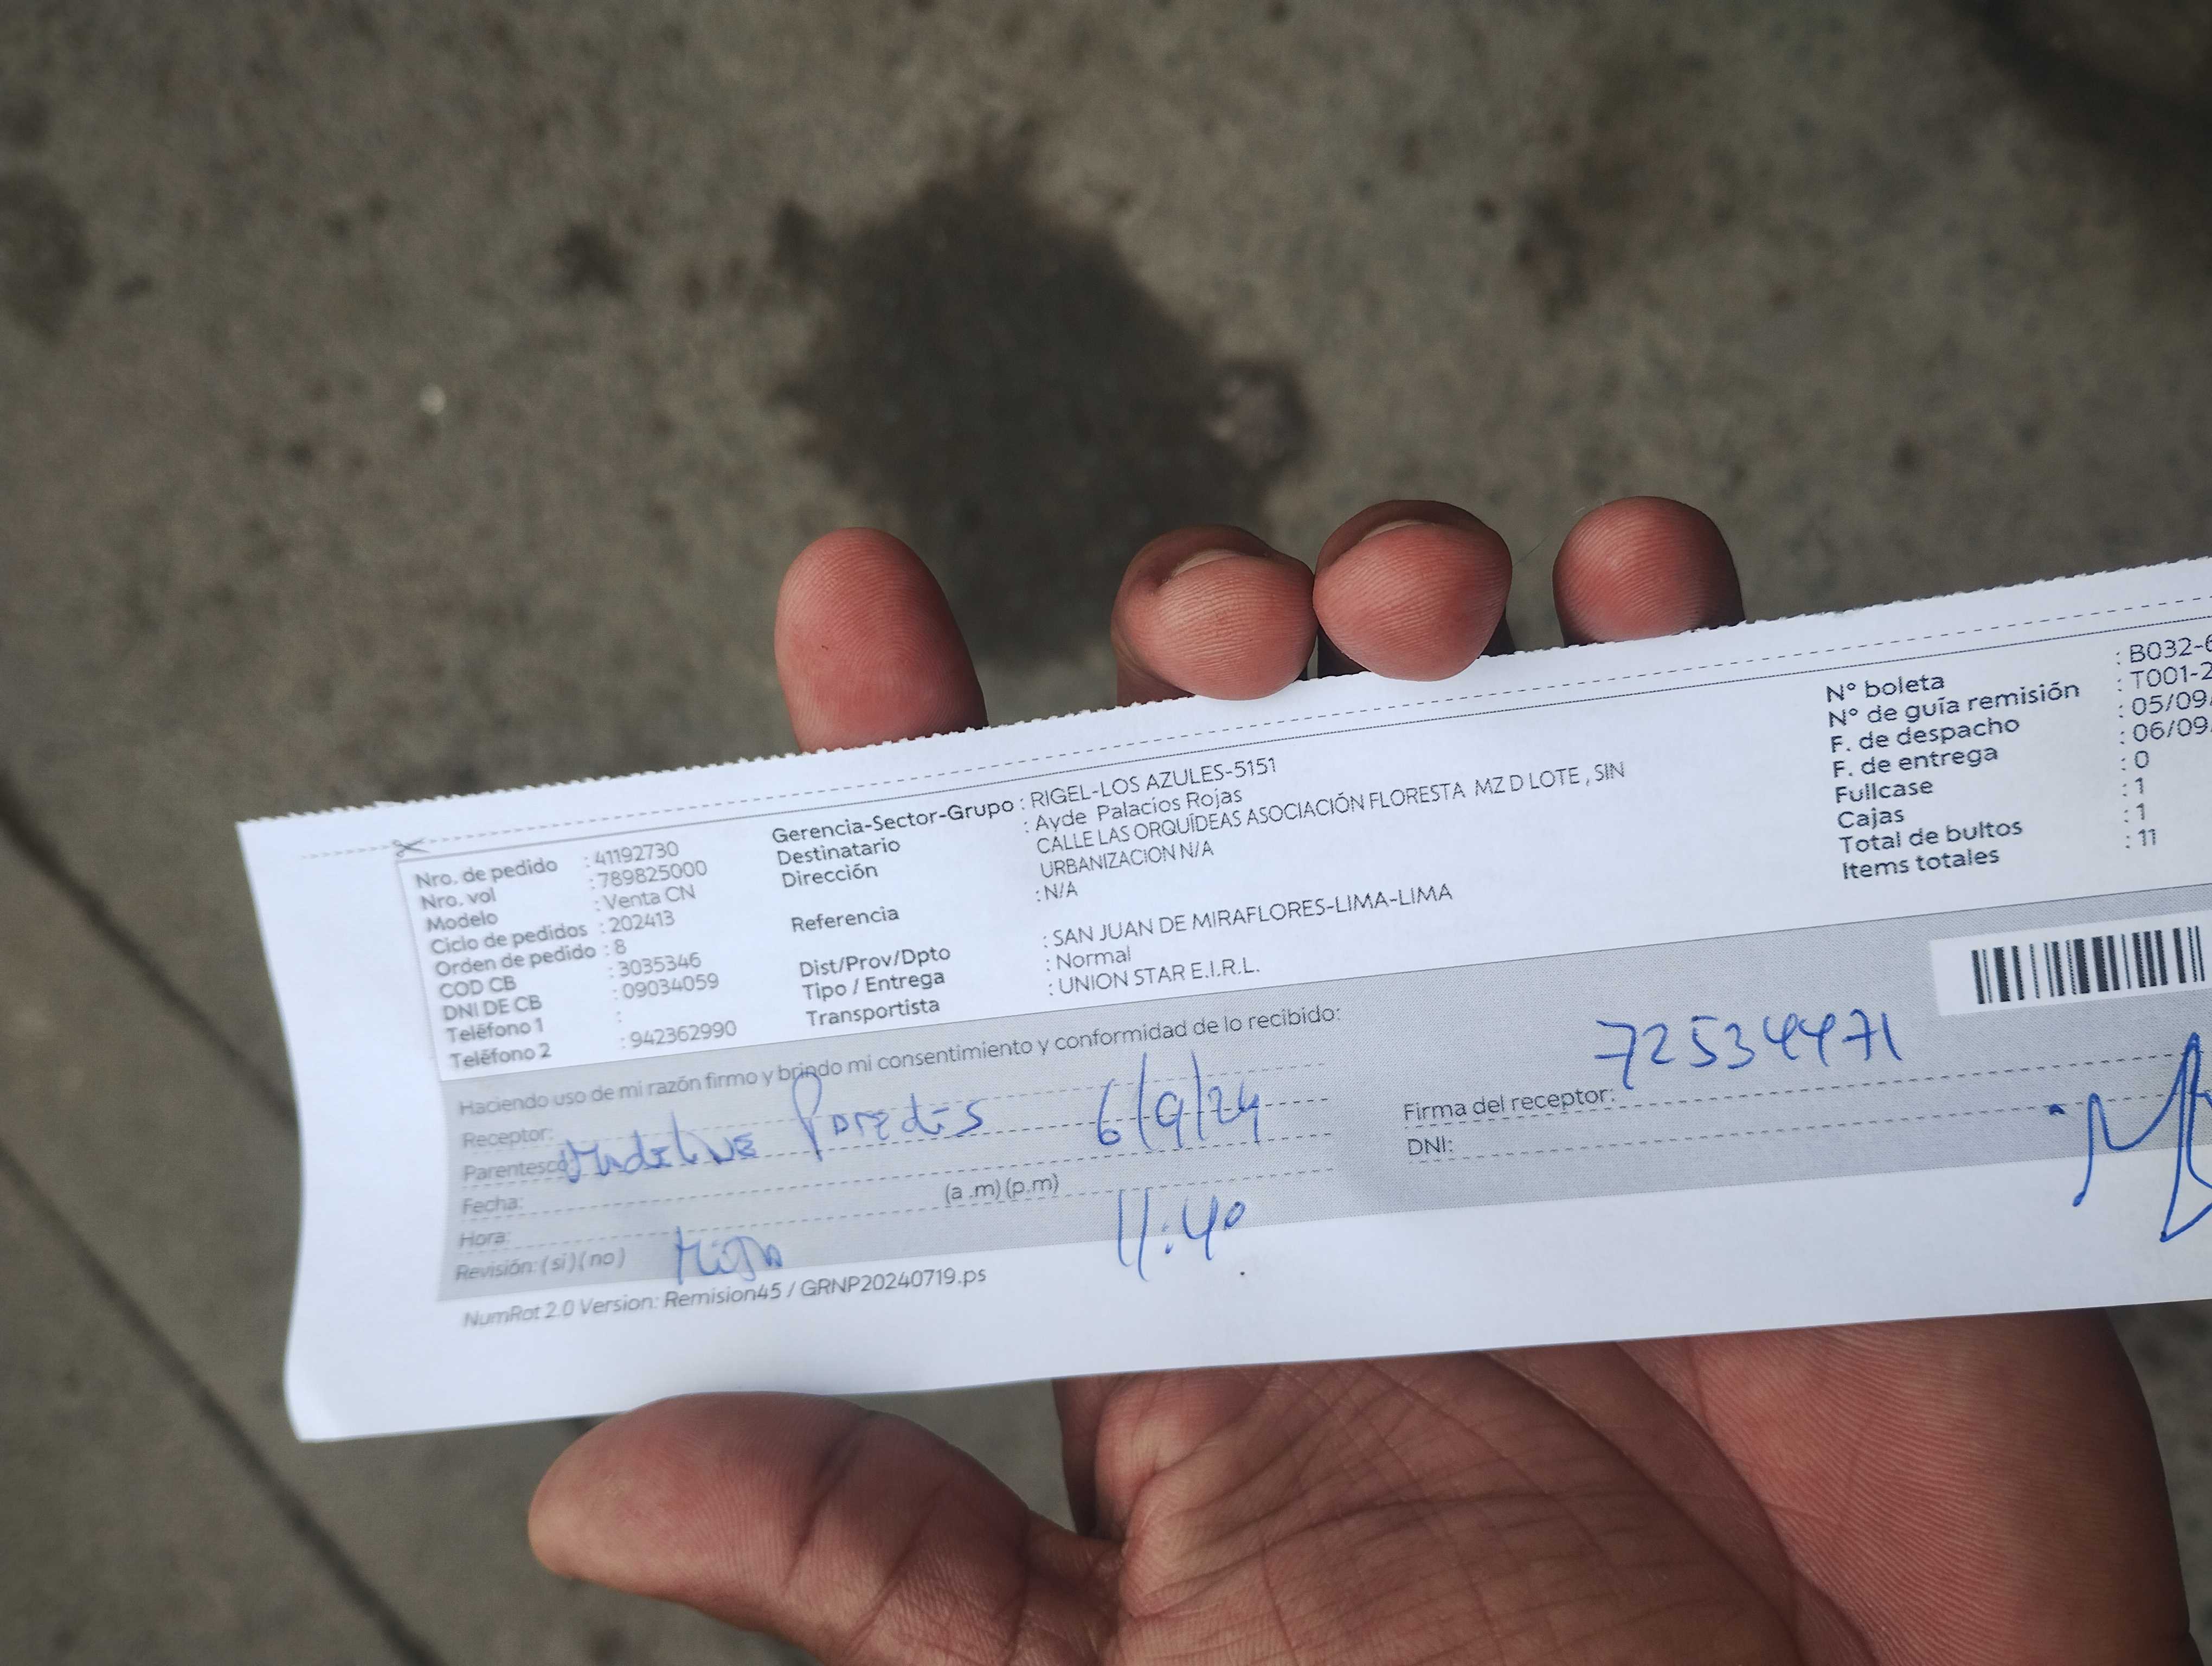 Nro. de pedido : 41192730
Nro. vol : 789825000
Modelo : Venta CN
Ciclo de pedidos : 202413
Orden de pedido : 8
COD CB : 3035346
DNI DE CB : 09034059
Teléfono 1 :
Teléfono 2 : 942362990
Gerencia-Sector-Grupo : RIGEL-LOS AZULES-5151
Destinatario : Ayde Palacios Rojas
Dirección CALLE LAS ORQUÍDEAS ASOCIACIÓN FLORESTA MZ D LOTE , SIN
URBANIZACION N/A
Referencia : N/A
Dist/Prov/Dpto : SAN JUAN DE MIRAFLORES-LIMA-LIMA
Tipo / Entrega : Normal
Transportista : UNION STAR E.I.R.L.
N° boleta : B032-6
N° de guía remisión : T001-2
F. de despacho : 05/09/
F. de entrega : 06/09/
Fullcase : 0
Cajas : 1
Total de bultos : 1
Items totales : 11
Haciendo uso de mi razón firmo y brindo mi consentimiento y conformidad de lo recibido:
Receptor:
Parentesco: Paredes 6/9/24
Fecha:
Hora: (a .m) (p.m)
Revisión: ( si ) ( no ) 11:40
Firma del receptor: 72534471
DNI:
NumRot 2.0 Version: Remision45 / GRNP20240719.ps